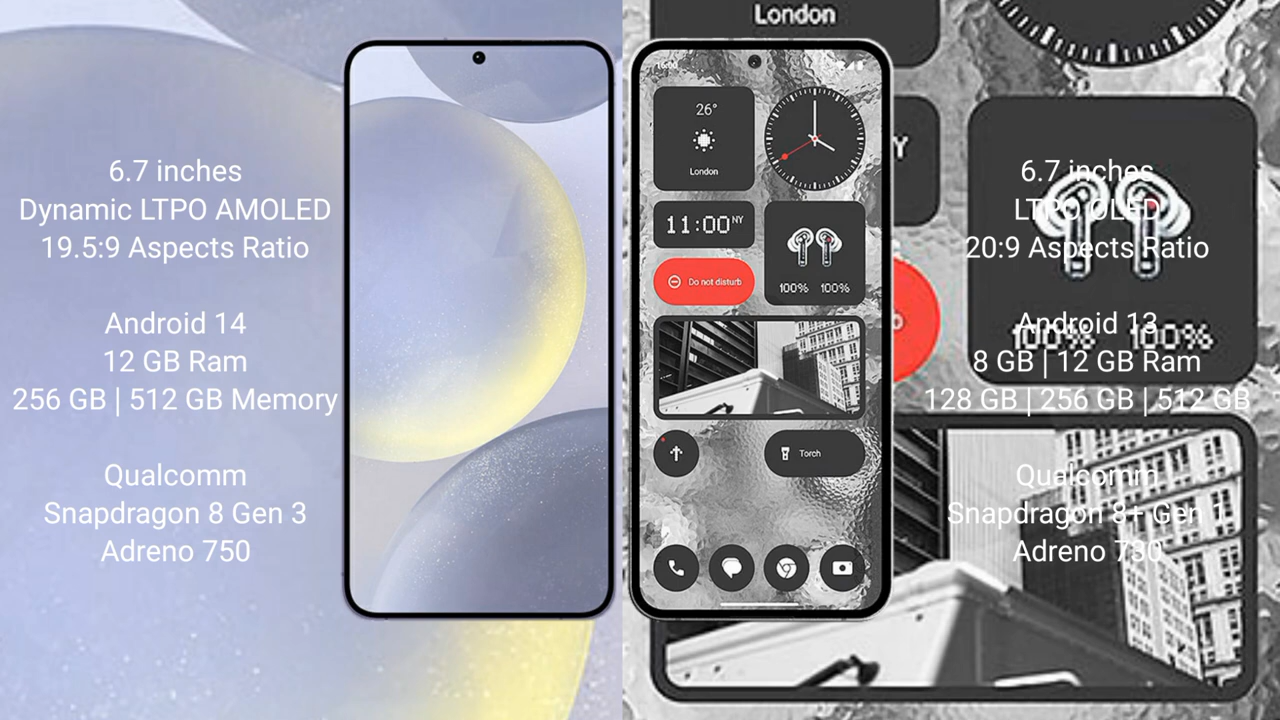 6.7 inches
Dynamic LTPO AMOLED
19.5:9 Aspects Ratio
Android 14
12 GB Ram
256 GB | 512 GB Memory
Qualcomm
Snapdragon 8 Gen 3
Adreno 750
26°
London
11:00 NY
100% 100%
Do not disturb
Torch
London
Y
6.7 inches
LTPO OLED
20:9 Aspects Ratio
Android 13
100% 100%
8 GB | 12 GB Ram
128 GB | 256 GB | 512 GB
Qualcomm
Snapdragon 8+ Gen 1
Adreno 730